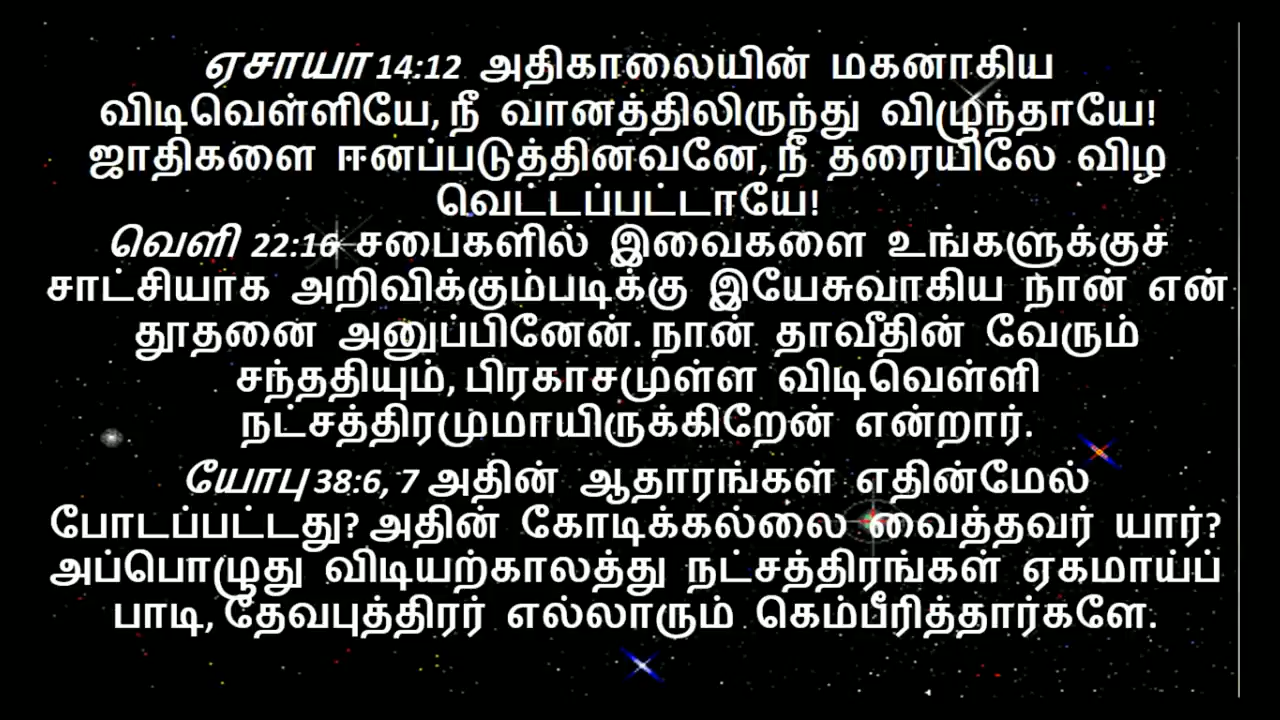 ஏசாயா 14:12 அதிகாலையின் மகனாகிய
விடிவெள்ளியே, நீ வானத்திலிருந்து விழுந்தாயே!
ஜாதிகளை ஈனப்படுத்தினவனே, நீ தரையிலே விழ
வெட்டப்பட்டாயே!
வெளி 22:16 சபைகளில் இவைகளை உங்களுக்குச்
சாட்சியாக அறிவிக்கும்படிக்கு இயேசுவாகிய நான் என்
தூதனை அனுப்பினேன். நான் தாவீதின் வேரும்
சந்ததியும், பிரகாசமுள்ள விடிவெள்ளி
நட்சத்திரமுமாயிருக்கிறேன் என்றார்.
யோபு 38:6, 7 அதின் ஆதாரங்கள் எதின்மேல்
போடப்பட்டது? அதின் கோடிக்கல்லை வைத்தவர் யார்?
அப்பொழுது விடியற்காலத்து நட்சத்திரங்கள் ஏகமாய்ப்
பாடி, தேவபுத்திரர் எல்லாரும் கெம்பீரித்தார்களே.